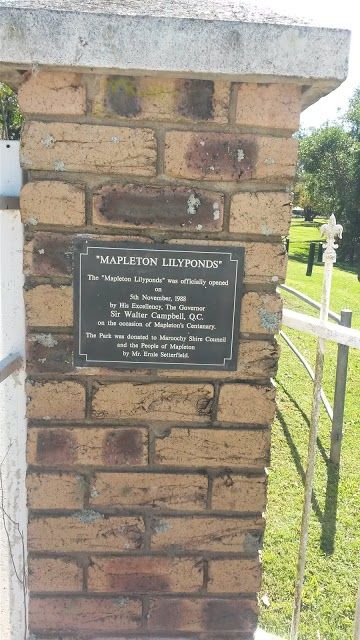 "MAPLETON LILYPONDS"
The "Mapleton Lilyponds" was officially opened
on
5th November, 1988
by His Excellency, The Governor
Sir Walter Campbell, Q.C.
on the occasion of Mapleton's Centenary.
The Park was donated to Maroochy Shire Council
and the People of Mapleton
by Mr. Ernie Setterfield.